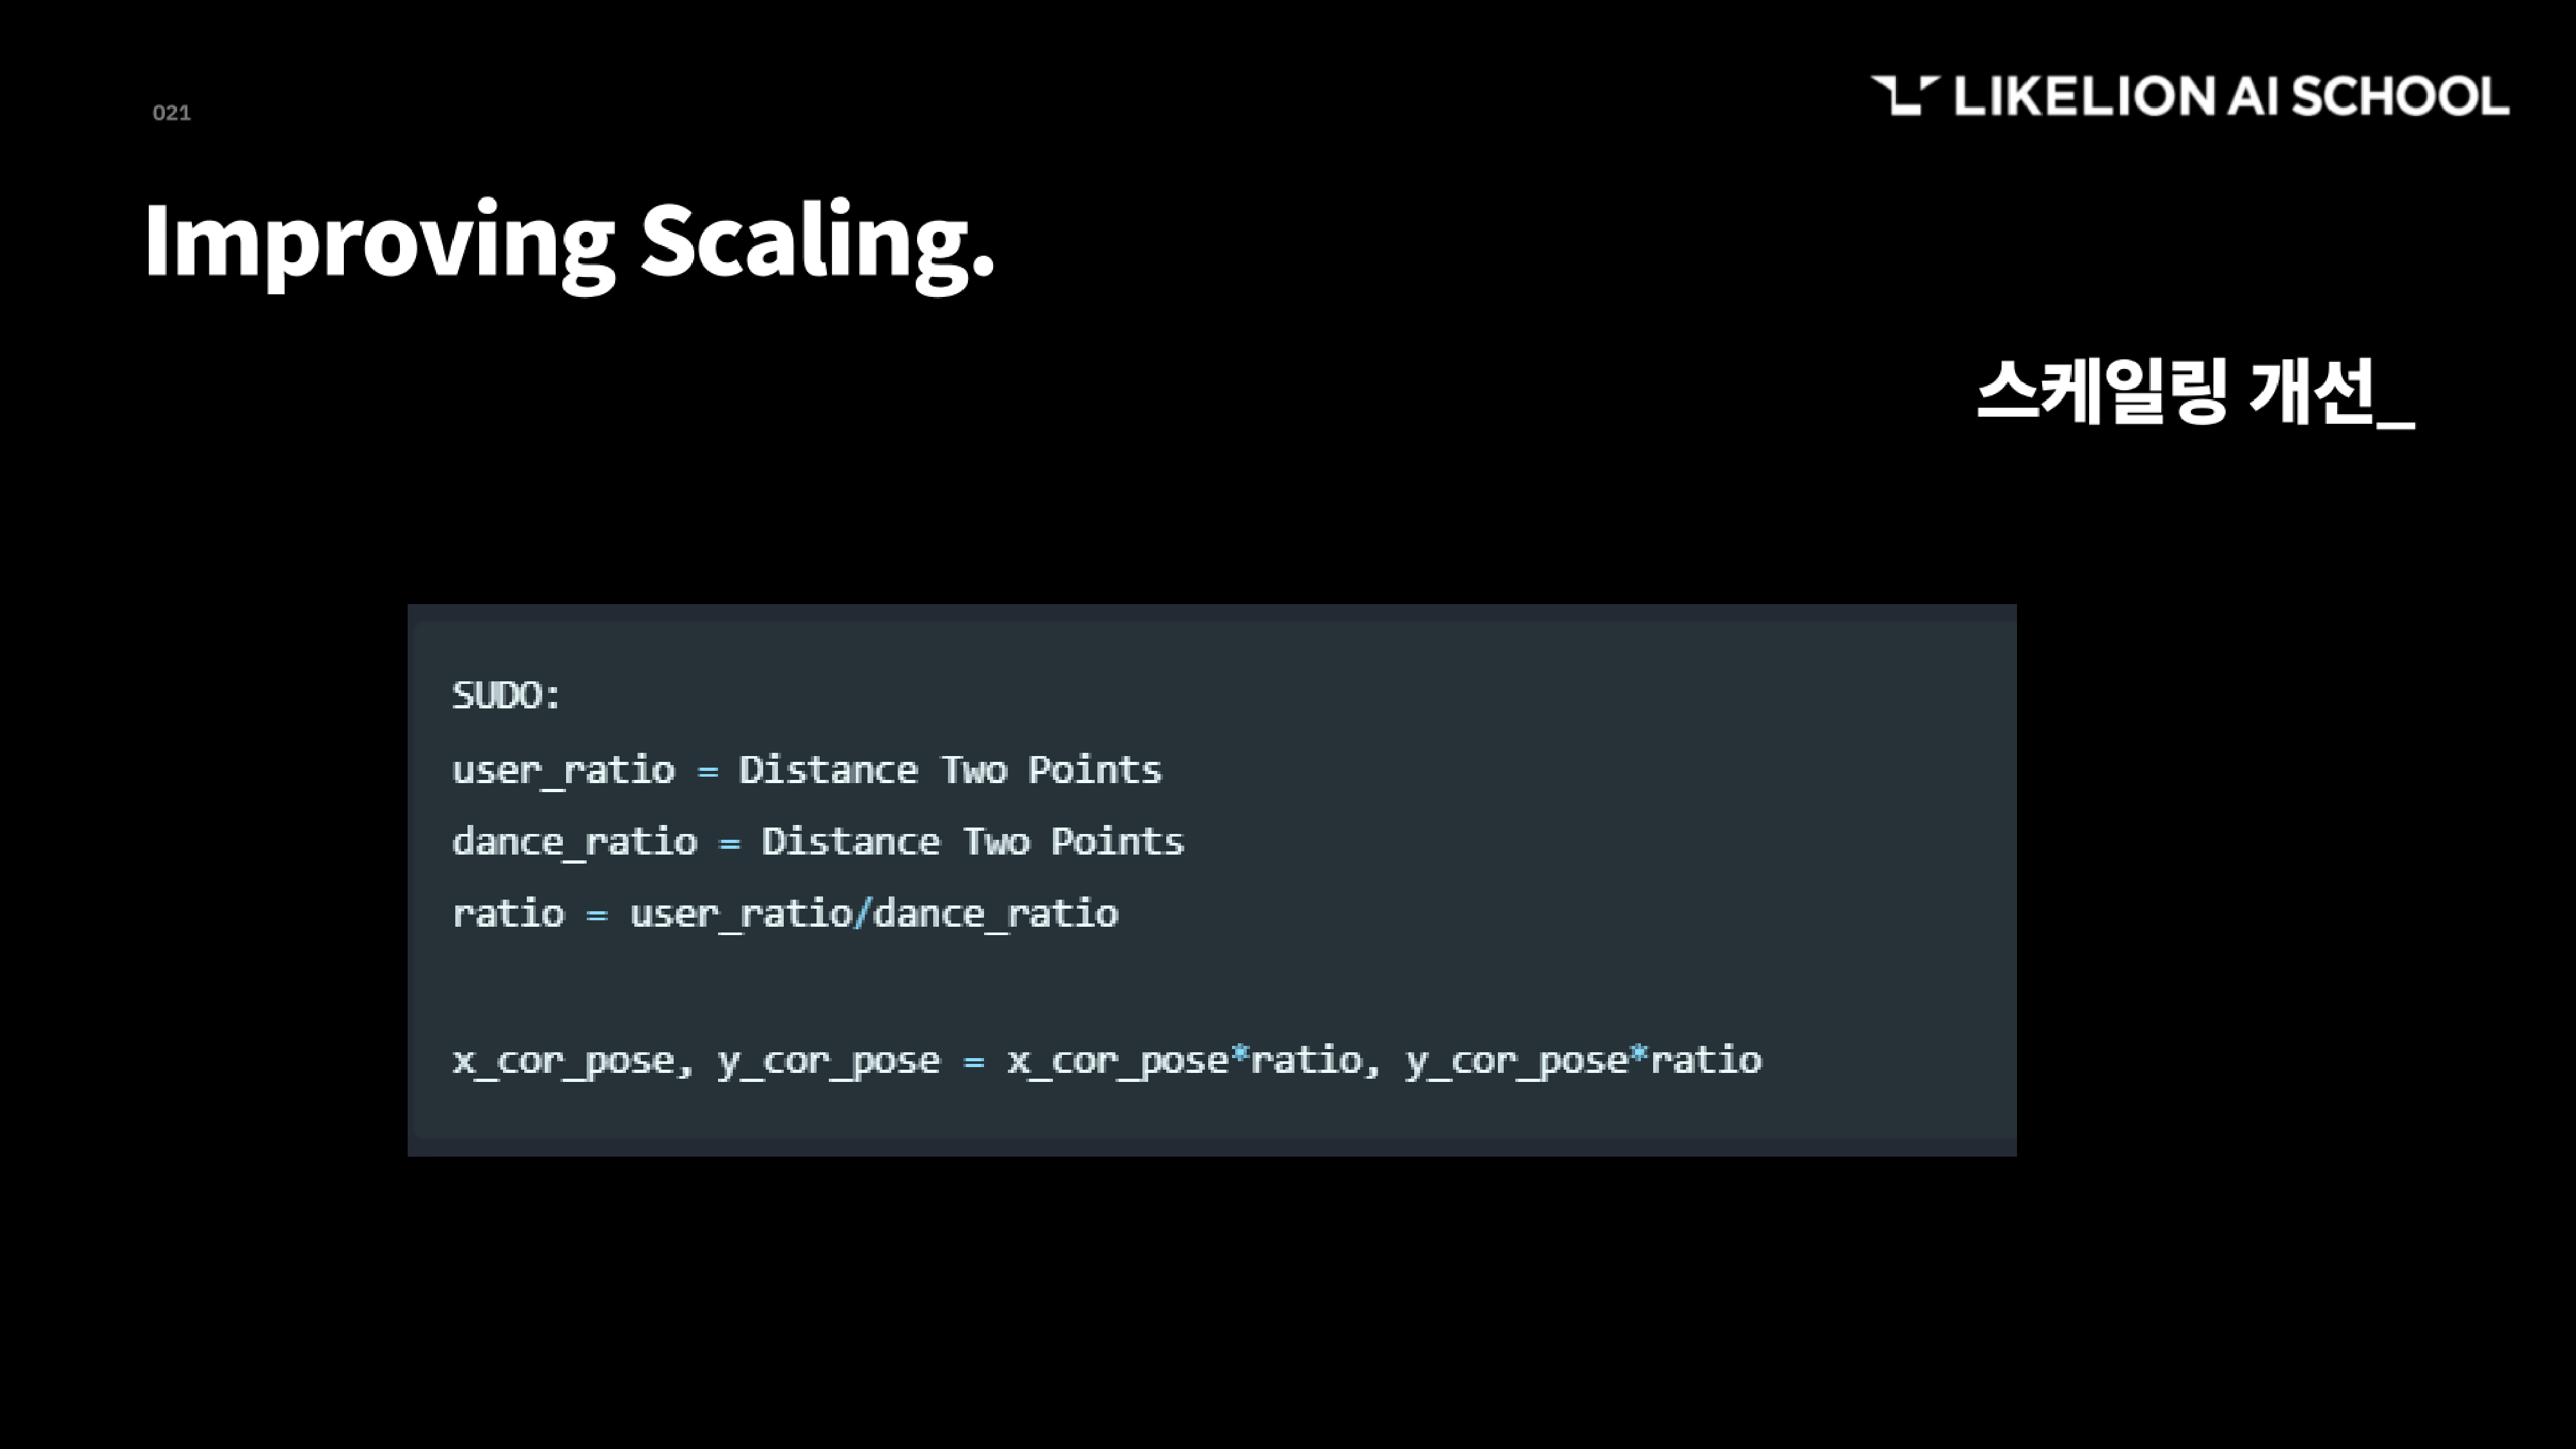 021
LIKELION AI SCHOOL
Improving Scaling.
스케일링 개선_
SUDO:
user_ratio = Distance Two Points
dance_ratio = Distance Two Points
ratio = user_ratio/dance_ratio
x_cor_pose, y_cor_pose = x_cor_pose*ratio, y_cor_pose*ratio